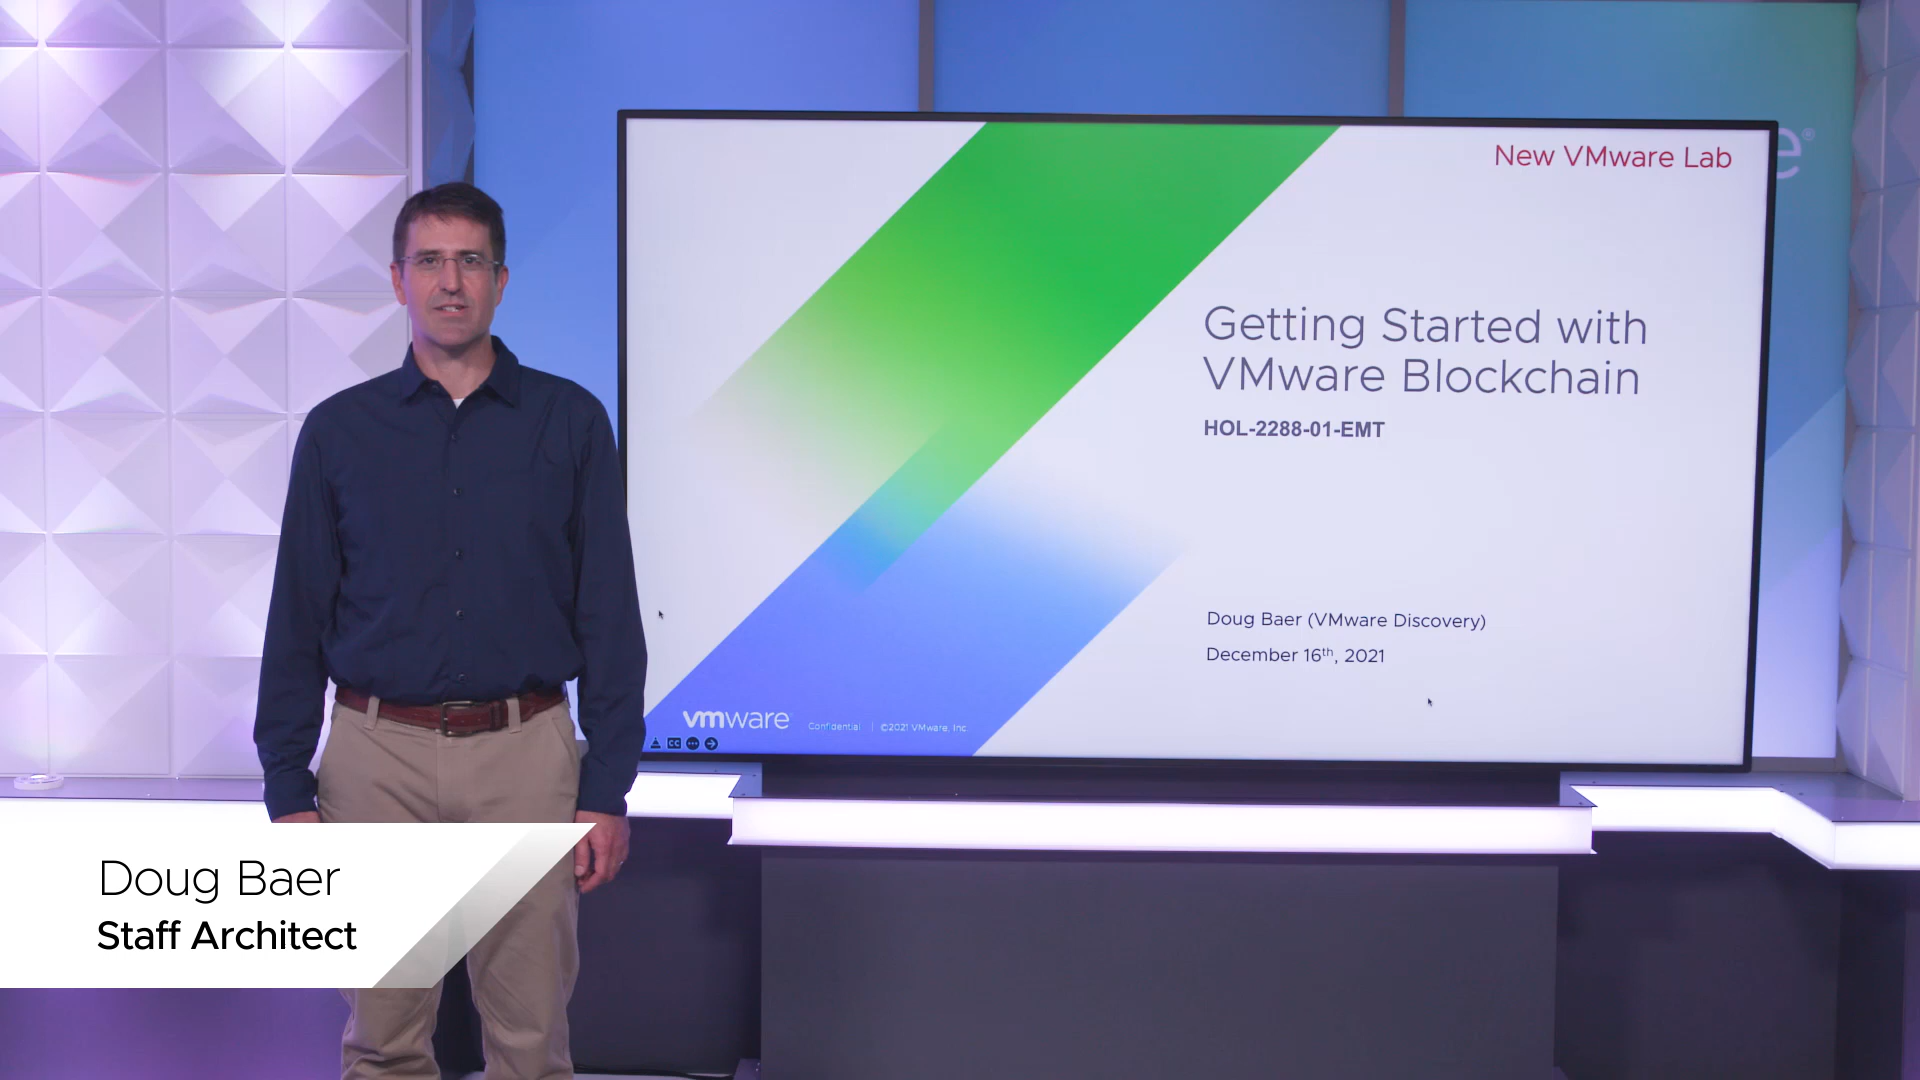 New VMware Lab
Getting Started with
VMware Blockchain
HOL-2288-01-EMT
Doug Baer (VMware Discovery)
December 16th, 2021
vmware
Confidential | ©2021 VMware, Inc.
CC
e®
Doug Baer
Staff Architect